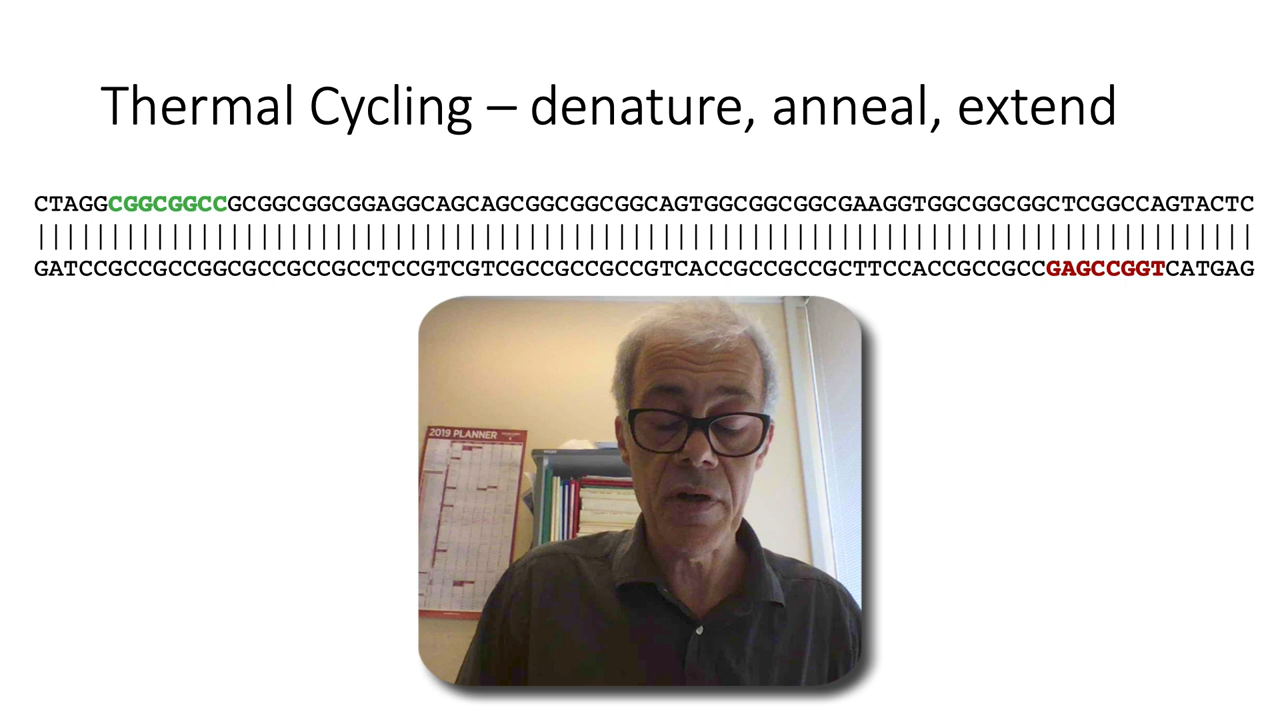 Thermal Cycling – denature, anneal, extend
CTAGGCGGCGGCCGCGGCGGCGGAGGCAGCAGCGGCGGCGGCAGTGGCGGCGGCGAAGGTGGCGGCGGCTCGGCCAGTACTC
||||||||||||||||||||||||||||||||||||||||||||||||||||||||||||||||||||||||||||||||||
GATCCGCCGCCGGCGCCGCCGCCTCCGTCGTCGCCGCCGCCGTCACCGCCGCCGCTTCCACCGCCGCCGAGCCGGTCATGAG
2019 PLANNER